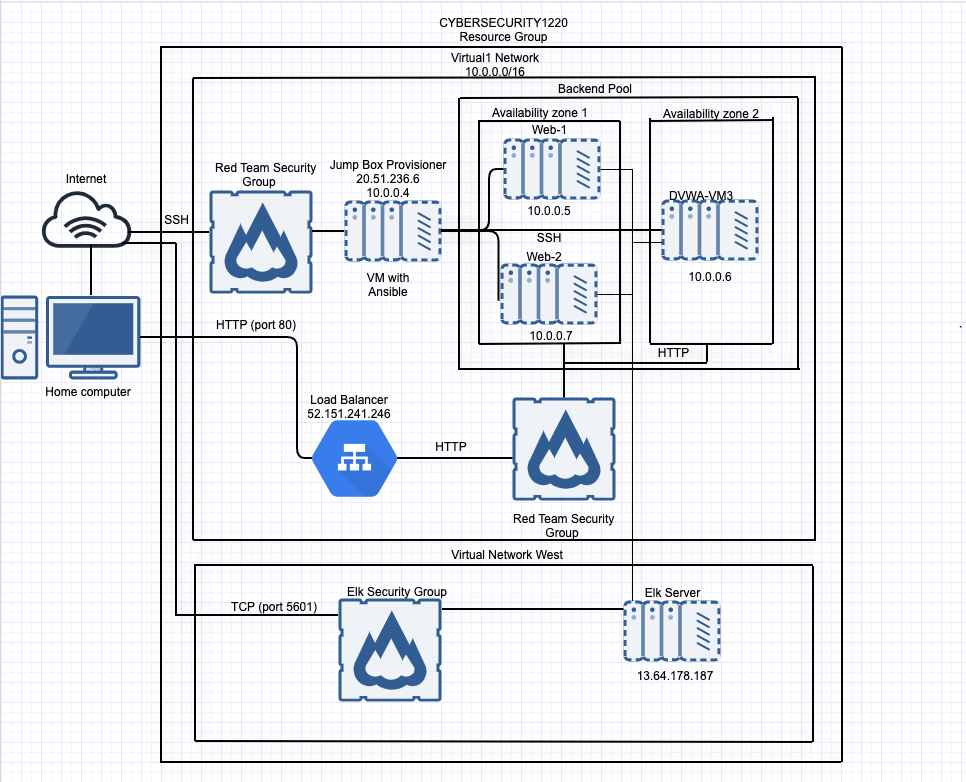 CYBERSECURITY1220
Resource Group
Virtual1 Network
10.0.0.0/16
Backend Pool
Availability zone 1
Availability zone 2
Web-1
10.0.0.5
Red Team Security
Group
Jump Box Provisioner
20.51.236.6
10.0.0.4
VM with
Ansible
Internet
SSH
SSH
DVWA-VM3
10.0.0.6
Web-2
10.0.0.7
HTTP
HTTP (port 80)
Home computer
Load Balancer
52.151.241.246
HTTP
Red Team Security
Group
Virtual Network West
Elk Security Group
TCP (port 5601)
Elk Server
13.64.178.187